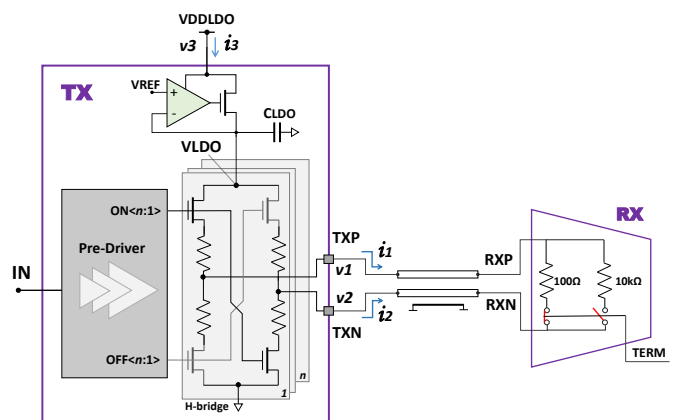 VDDLDO
v3 i3
TX
VREF
+
-
CLDO
VLDO
ON<n:1>
Pre-Driver
IN
OFF<n:1>
H-bridge
1
n
TXP
i1
v1
v2
i2
TXN
RXP
RXN
RX
100Ω
10kΩ
TERM